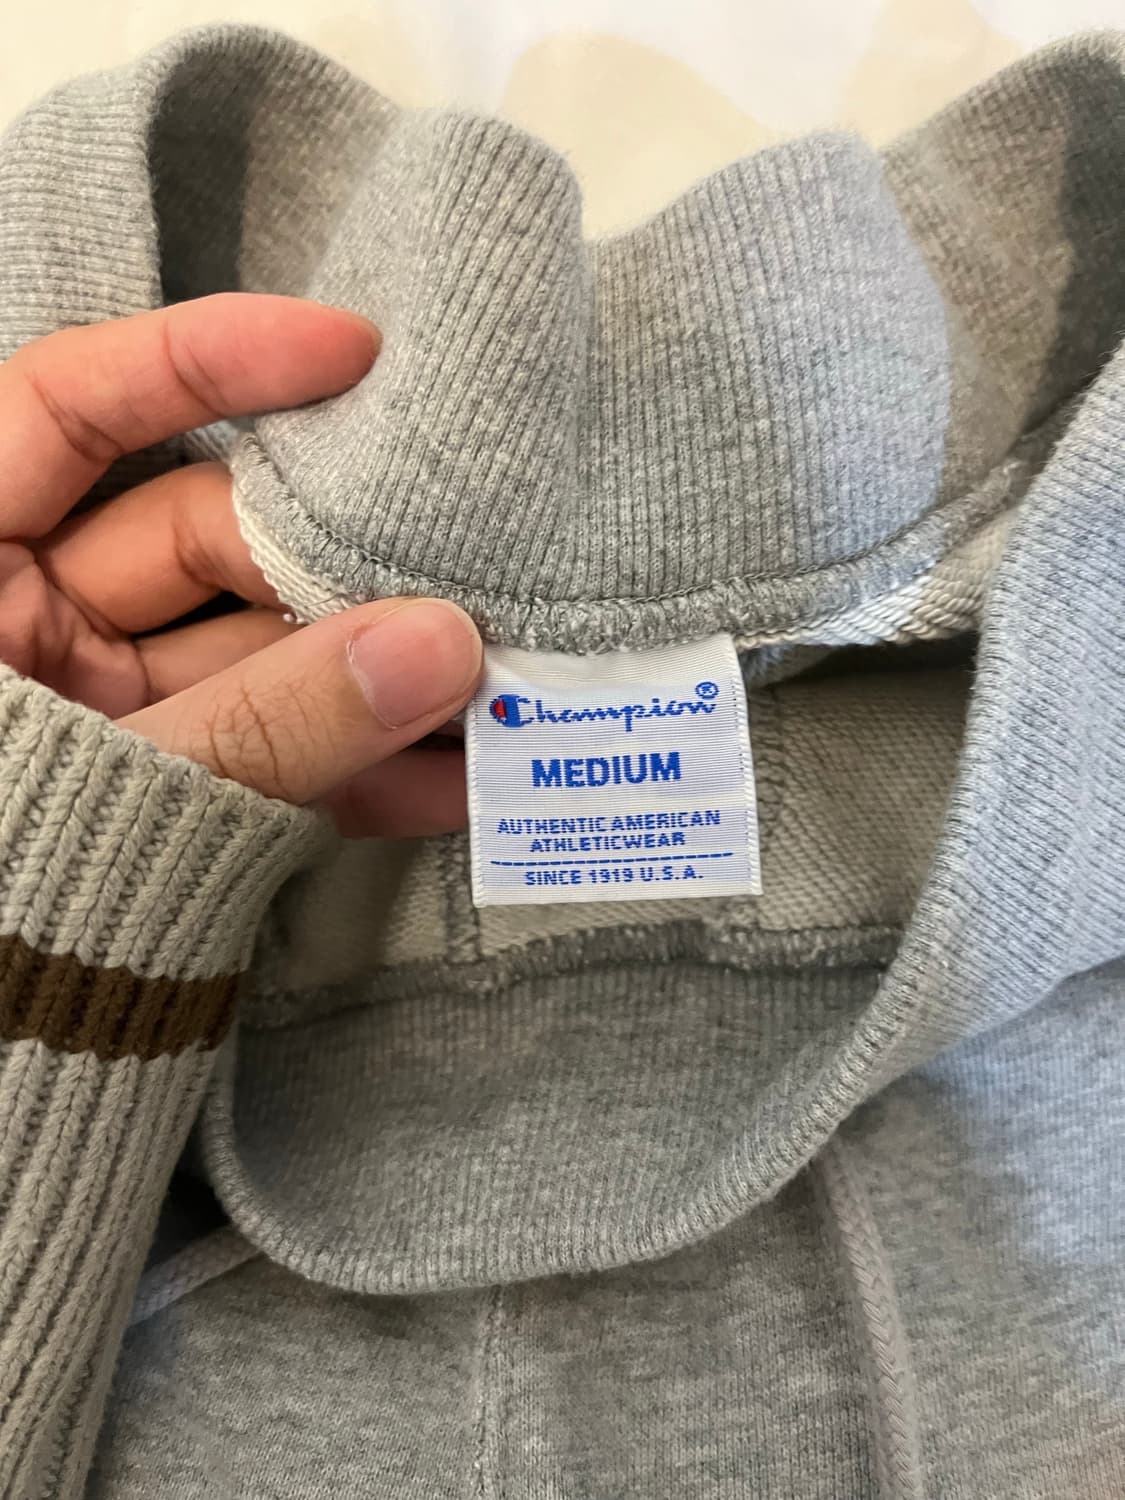 Champion®
MEDIUM
AUTHENTIC AMERICAN
ATHLETICWEAR
SINCE 1919 U.S.A.